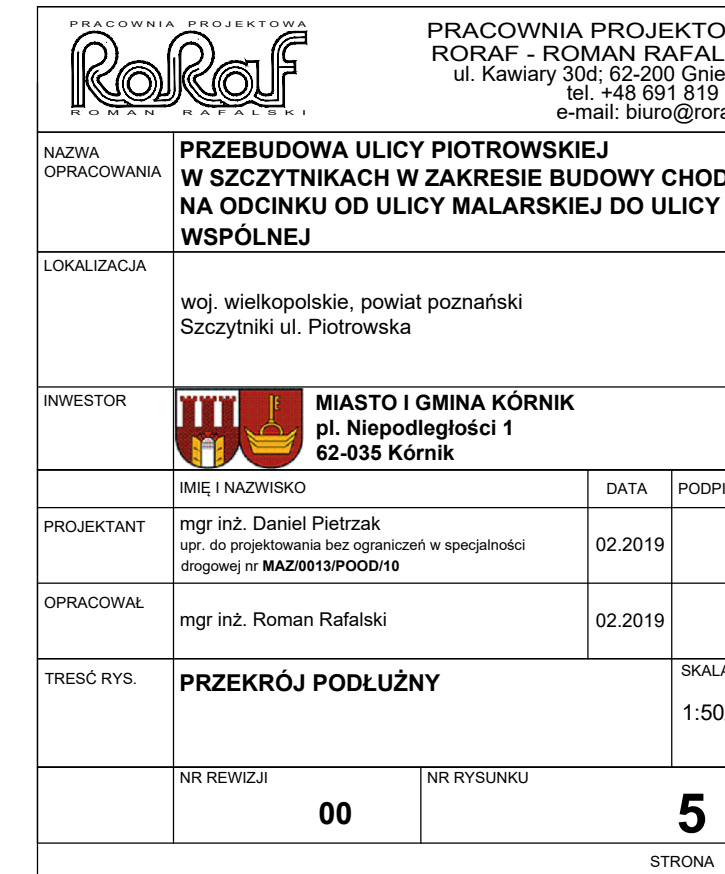 PRACOWNIA PROJEKTOWA
RoRaf
ROMAN RAFALSKI
PRACOWNIA PROJEKTO
RORAF - ROMAN RAFAL
ul. Kawiary 30d; 62-200 Gnie
tel. +48 691 819
e-mail: biuro@rora
NAZWA OPRACOWANIA
PRZEBUDOWA ULICY PIOTROWSKIEJ
W SZCZYTNIKACH W ZAKRESIE BUDOWY CHOD
NA ODCINKU OD ULICY MALARSKIEJ DO ULICY
WSPÓLNEJ
LOKALIZACJA
woj. wielkopolskie, powiat poznański
Szczytniki ul. Piotrowska
INWESTOR
MIASTO I GMINA KÓRNIK
pl. Niepodległości 1
62-035 Kórnik
IMIĘ I NAZWISKO DATA PODPI
PROJEKTANT
mgr inż. Daniel Pietrzak
upr. do projektowania bez ograniczeń w specjalności
drogowej nr MAZ/0013/POOD/10
02.2019
OPRACOWAŁ
mgr inż. Roman Rafalski
02.2019
TRESĆ RYS.
PRZEKRÓJ PODŁUŻNY
SKALA
1:50
NR REWIZJI
00
NR RYSUNKU
5
STRONA